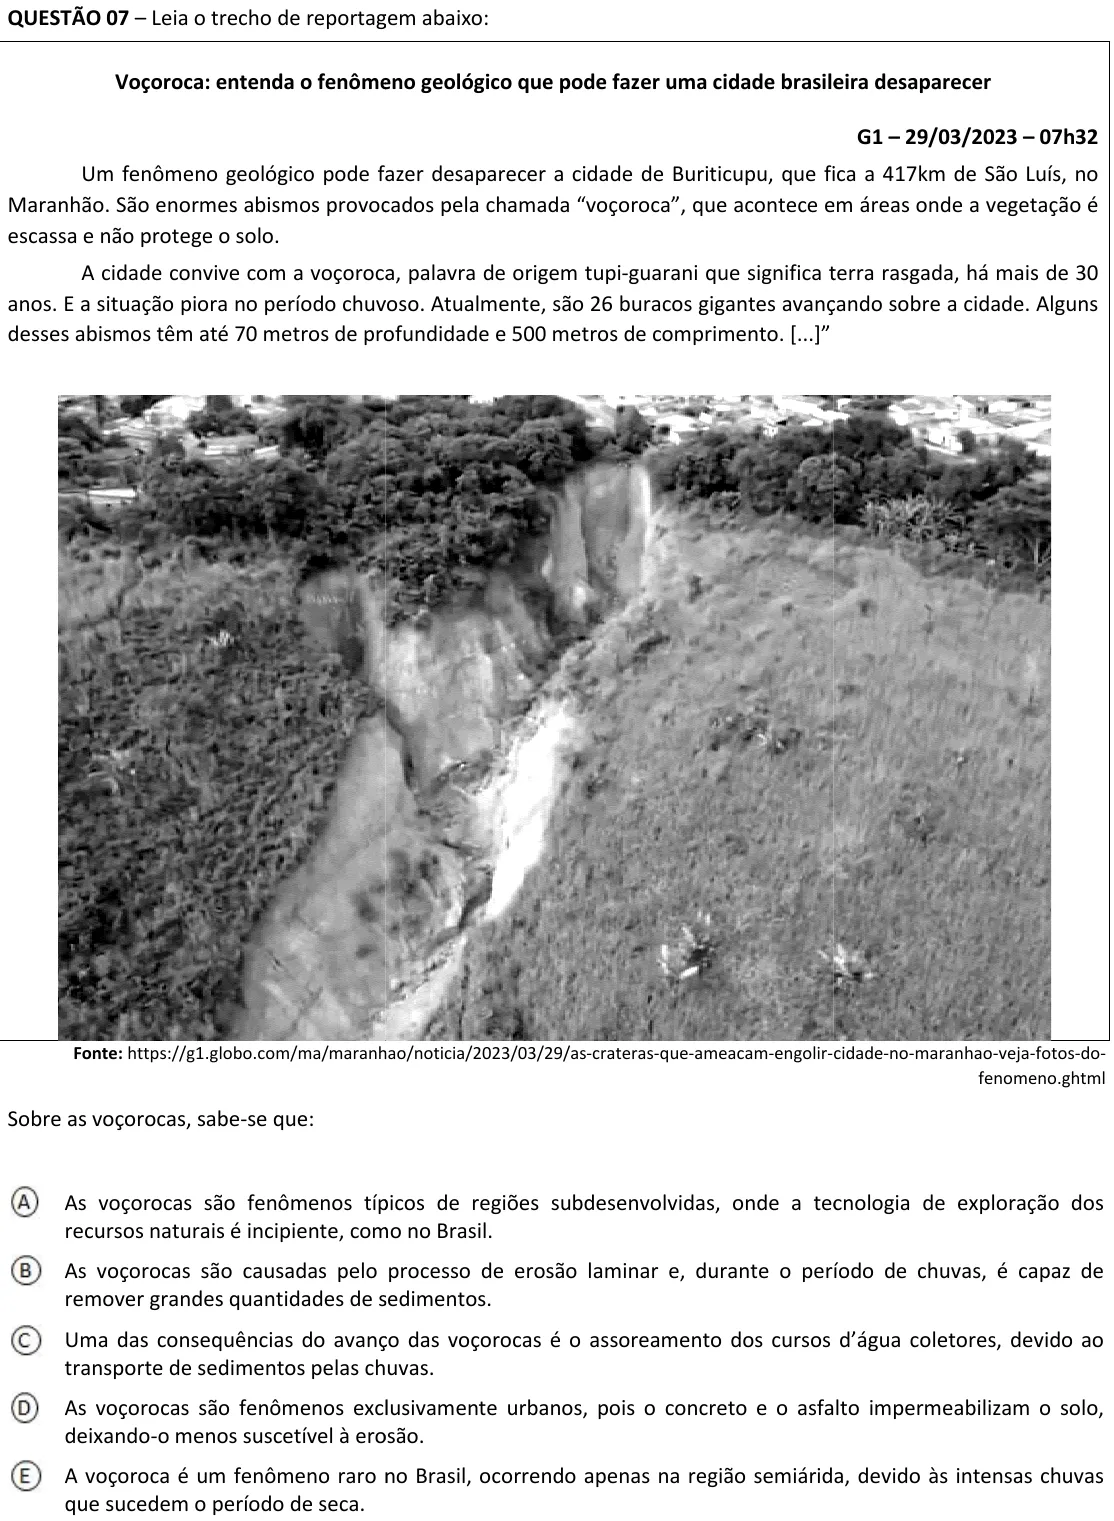 QUESTÃO 07 – Leia o trecho de reportagem abaixo:
Voçoroca: entenda o fenômeno geológico que pode fazer uma cidade brasileira desaparecer
G1 – 29/03/2023 – 07h32
Um fenômeno geológico pode fazer desaparecer a cidade de Buriticupu, que fica a 417km de São Luís, no
Maranhão. São enormes abismos provocados pela chamada “voçoroca”, que acontece em áreas onde a vegetação é
escassa e não protege o solo.
A cidade convive com a voçoroca, palavra de origem tupi-guarani que significa terra rasgada, há mais de 30
anos. E a situação piora no período chuvoso. Atualmente, são 26 buracos gigantes avançando sobre a cidade. Alguns
desses abismos têm até 70 metros de profundidade e 500 metros de comprimento. [...]”
Fonte: https://g1.globo.com/ma/maranhao/noticia/2023/03/29/as-crateras-que-ameacam-engolir-cidade-no-maranhao-veja-fotos-do-
fenomeno.ghtml
Sobre as voçorocas, sabe-se que:
A As voçorocas são fenômenos típicos de regiões subdesenvolvidas, onde a tecnologia de exploração dos
recursos naturais é incipiente, como no Brasil.
B As voçorocas são causadas pelo processo de erosão laminar e, durante o período de chuvas, é capaz de
remover grandes quantidades de sedimentos.
C Uma das consequências do avanço das voçorocas é o assoreamento dos cursos d’água coletores, devido ao
transporte de sedimentos pelas chuvas.
D As voçorocas são fenômenos exclusivamente urbanos, pois o concreto e o asfalto impermeabilizam o solo,
deixando-o menos suscetível à erosão.
E A voçoroca é um fenômeno raro no Brasil, ocorrendo apenas na região semiárida, devido às intensas chuvas
que sucedem o período de seca.